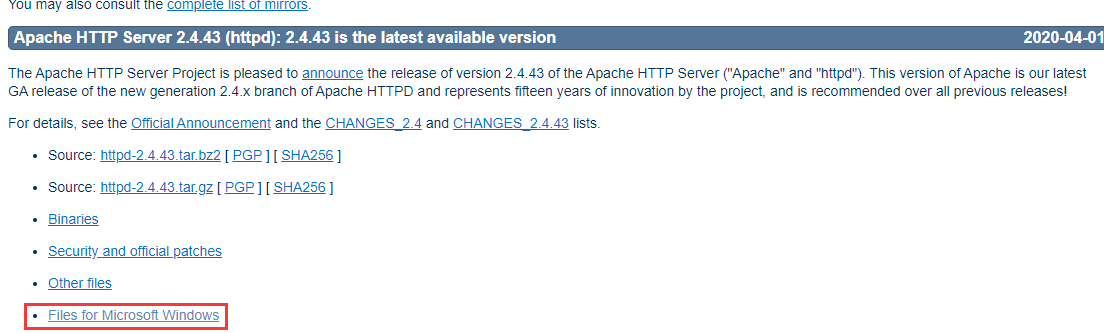 You may also consult the complete list of mirrors.
Apache HTTP Server 2.4.43 (httpd): 2.4.43 is the latest available version 2020-04-01
The Apache HTTP Server Project is pleased to announce the release of version 2.4.43 of the Apache HTTP Server ("Apache" and "httpd"). This version of Apache is our latest
GA release of the new generation 2.4.x branch of Apache HTTPD and represents fifteen years of innovation by the project, and is recommended over all previous releases!
For details, see the Official Announcement and the CHANGES_2.4 and CHANGES_2.4.43 lists.
• Source: httpd-2.4.43.tar.bz2 [ PGP ] [ SHA256 ]
• Source: httpd-2.4.43.tar.gz [ PGP ] [ SHA256 ]
• Binaries
• Security and official patches
• Other files
• Files for Microsoft Windows